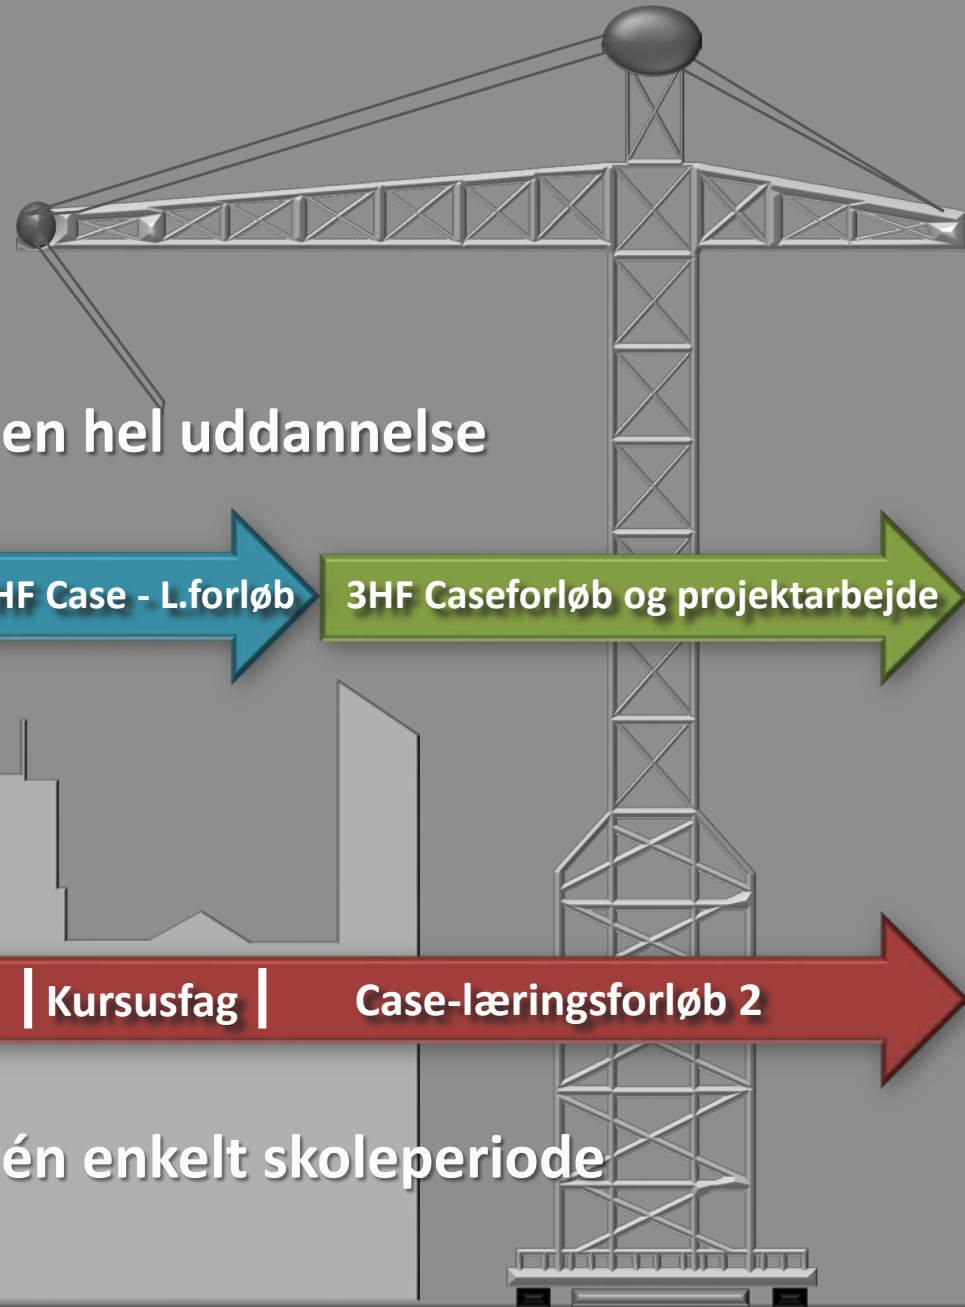 en hel uddannelse
HF Case - L.forløb
3HF Caseforløb og projektarbejde
Kursusfag
Case-læringsforløb 2
én enkelt skoleperiode